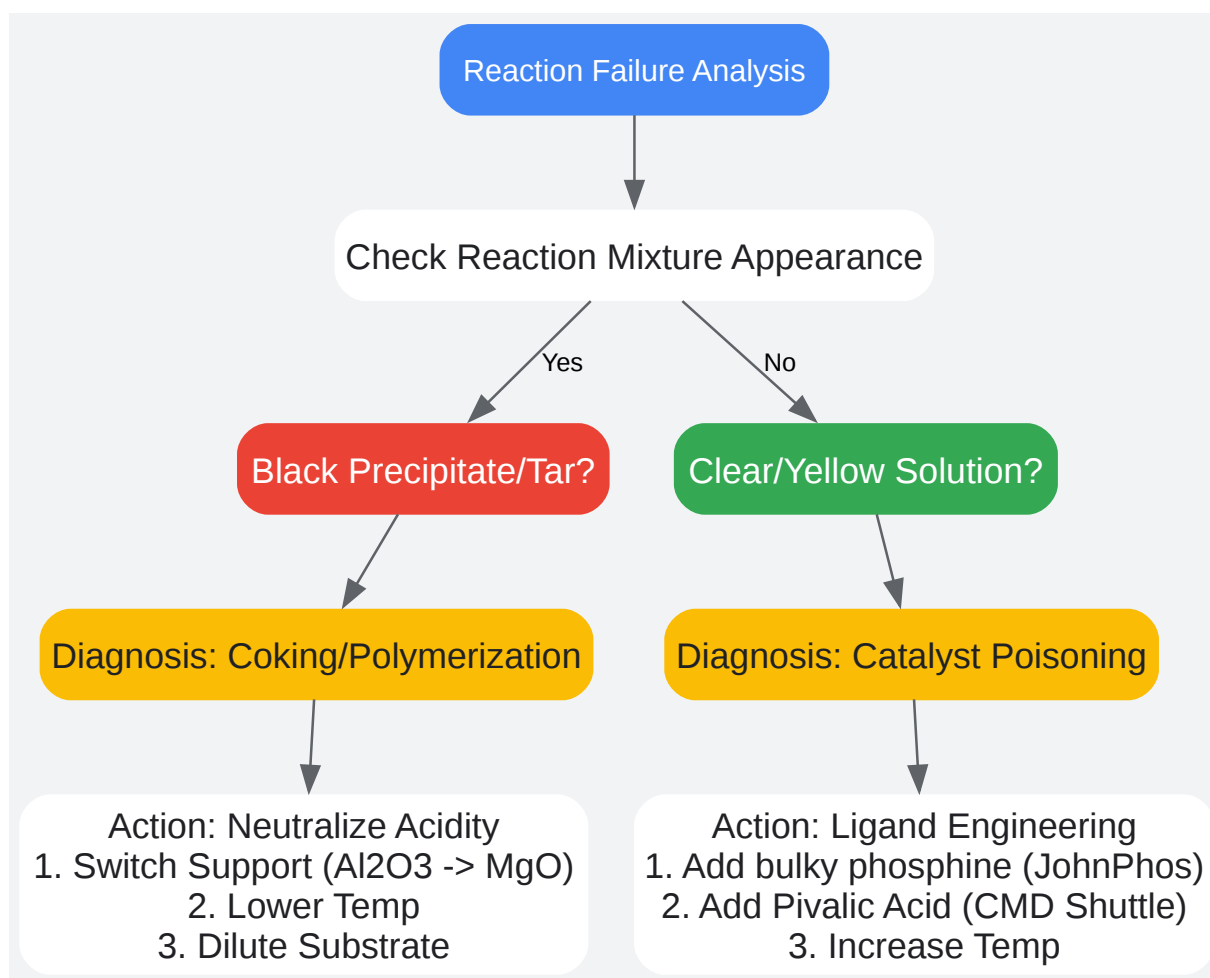 Reaction Failure Analysis
Check Reaction Mixture Appearance
Yes
No
Black Precipitate/Tar?
Clear/Yellow Solution?
Diagnosis: Coking/Polymerization
Diagnosis: Catalyst Poisoning
Action: Neutralize Acidity
1. Switch Support (Al2O3 -> MgO)
2. Lower Temp
3. Dilute Substrate
Action: Ligand Engineering
1. Add bulky phosphine (JohnPhos)
2. Add Pivalic Acid (CMD Shuttle)
3. Increase Temp